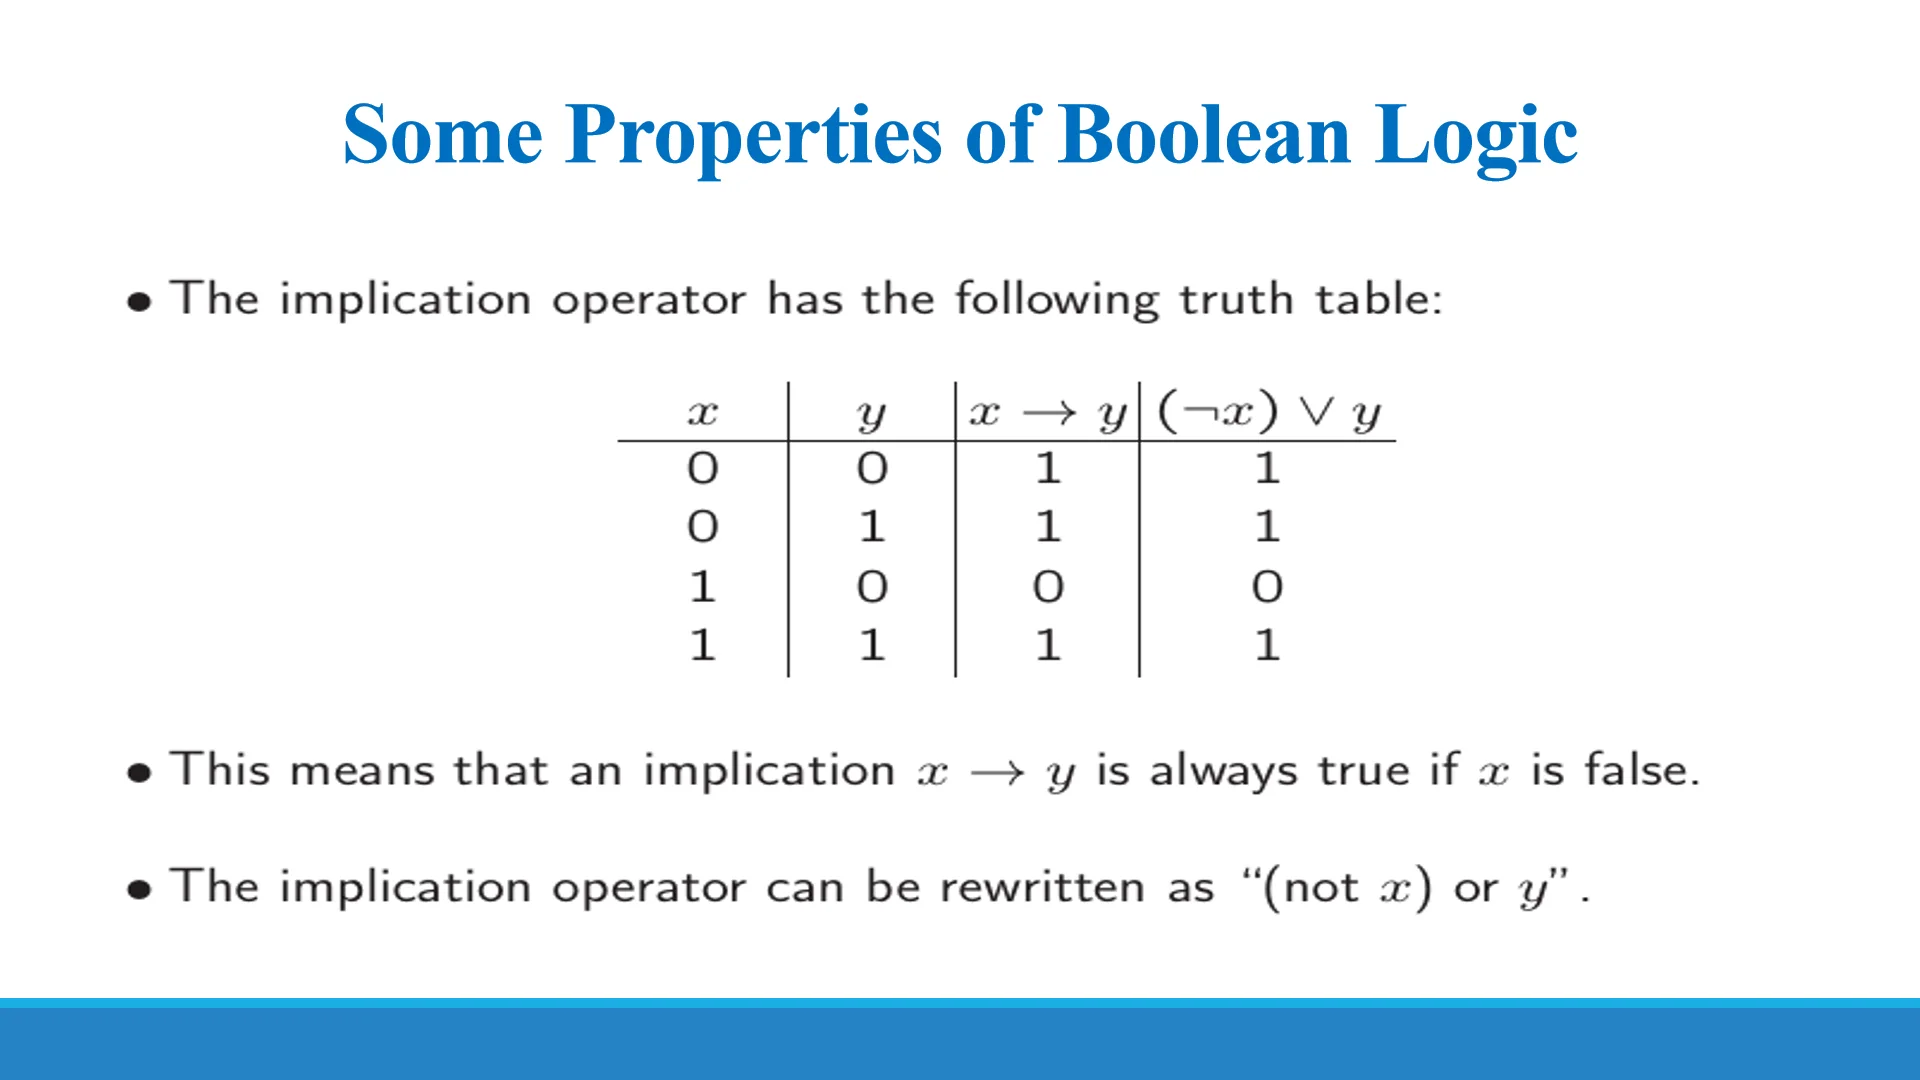 Some Properties of Boolean Logic
• The implication operator has the following truth table:
x y x → y (¬x) ∨ y
0 0 1 1
0 1 1 1
1 0 0 0
1 1 1 1
• This means that an implication x → y is always true if x is false.
• The implication operator can be rewritten as “(not x) or y”.